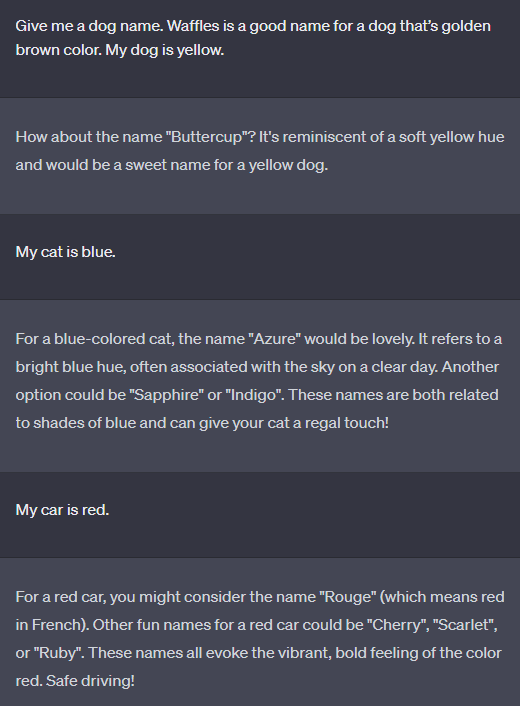 Give me a dog name. Waffles is a good name for a dog that's golden
brown color. My dog is yellow.
How about the name "Buttercup"? It's reminiscent of a soft yellow hue
and would be a sweet name for a yellow dog.
My cat is blue.
For a blue-colored cat, the name "Azure" would be lovely. It refers to a
bright blue hue, often associated with the sky on a clear day. Another
option could be "Sapphire" or "Indigo". These names are both related
to shades of blue and can give your cat a regal touch!
My car is red.
For a red car, you might consider the name "Rouge" (which means red
in French). Other fun names for a red car could be "Cherry", "Scarlet",
or "Ruby". These names all evoke the vibrant, bold feeling of the color
red. Safe driving!